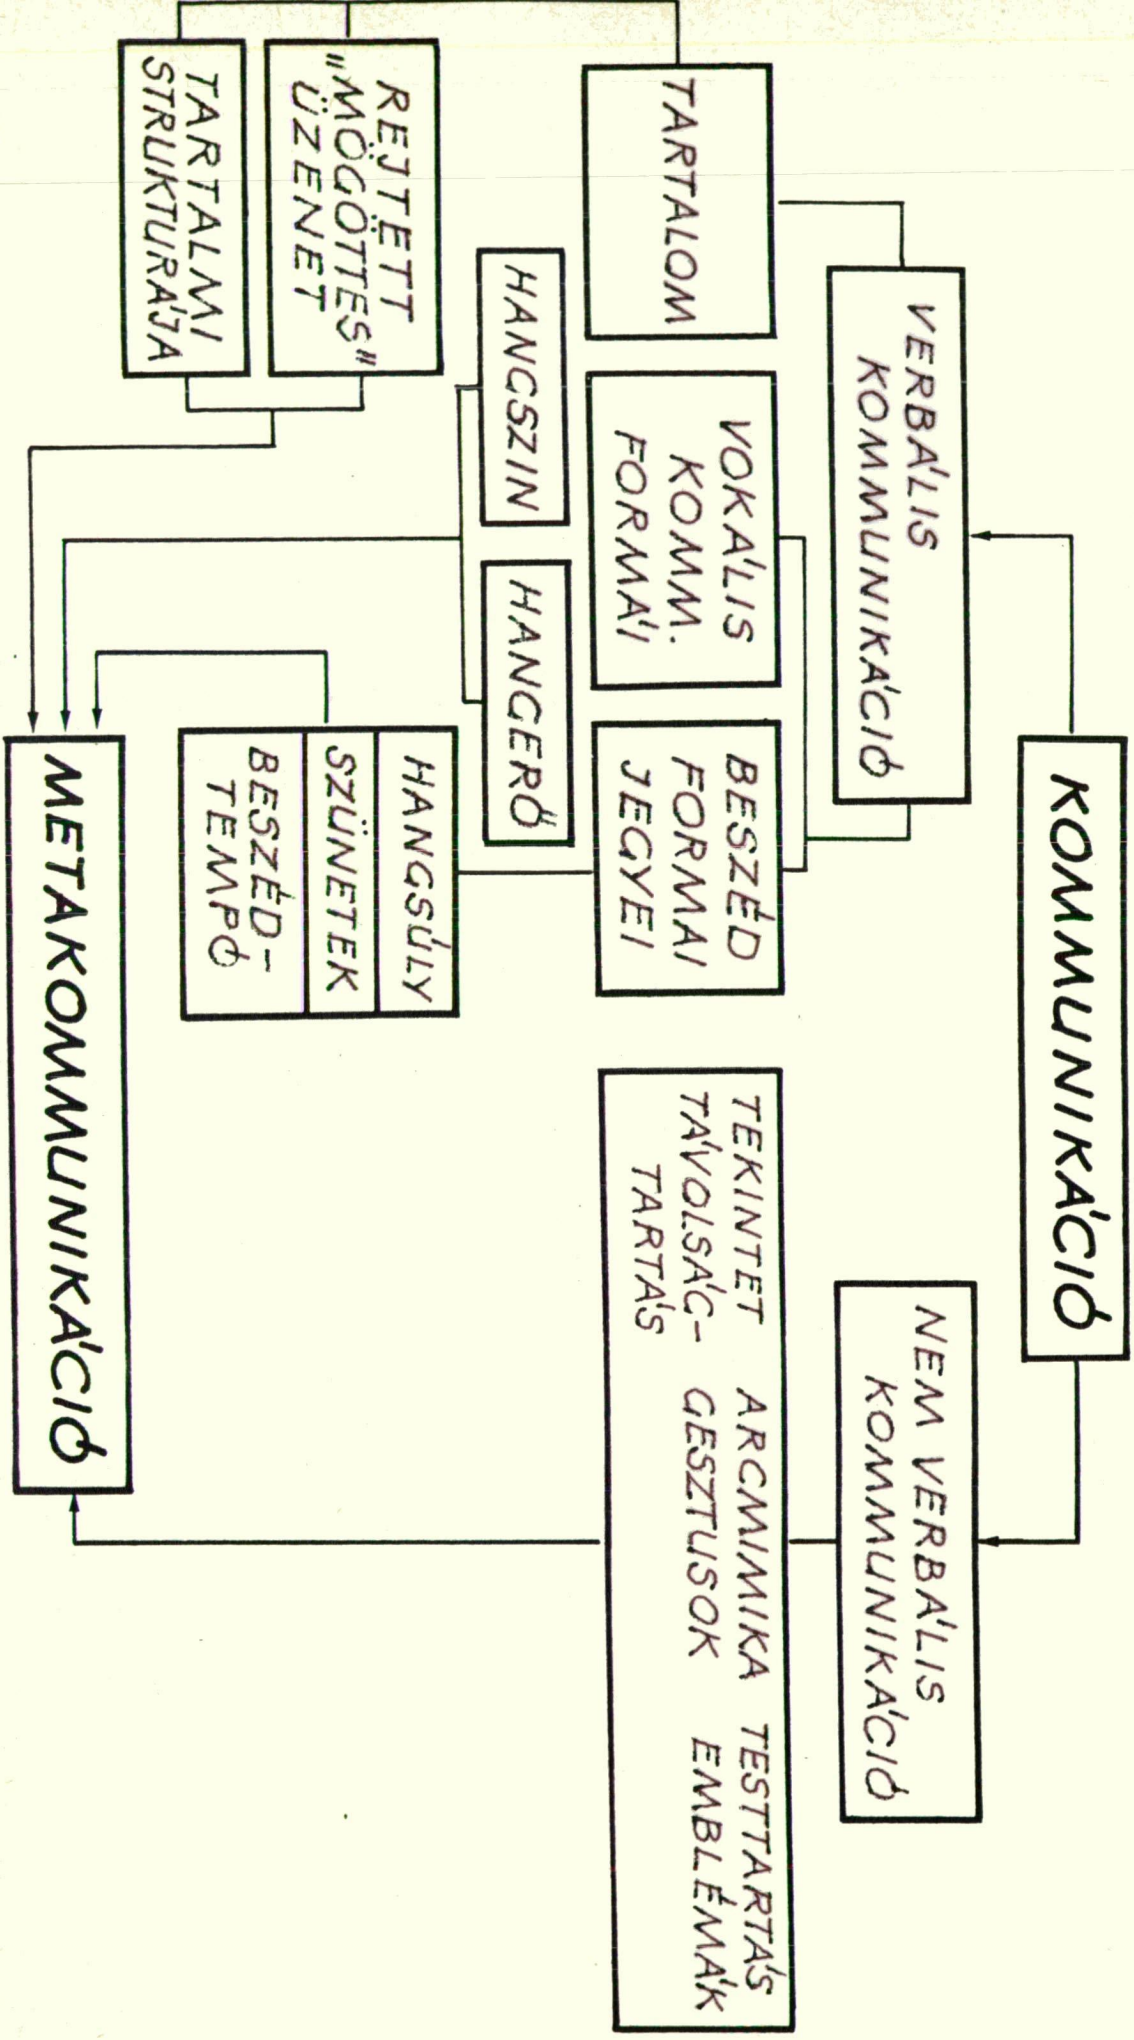 KOMMUNIKÁCIÓ
VERBÁLIS
KOMMUNIKÁCIÓ
NEM VERBÁLIS
KOMMUNIKÁCIÓ
TARTALOM
VOKÁLIS
KOMM.
FORMÁI
BESZÉD
FORMAI
JEGYEI
TEKINTET ARCMIMIKA TESTTARTÁS
TÁVOLSÁG- GESZTUSOK EMBLÉMÁK
TARTÁS
HANGSZIN
HANGERŐ
REJTETT
"MÖGÖTTES"
ÜZENET
HANGSÚLY
SZÜNETEK
BESZÉD-
TEMPÓ
TARTALMI
STRUKTURÁJA
METAKOMMUNIKÁCIÓ